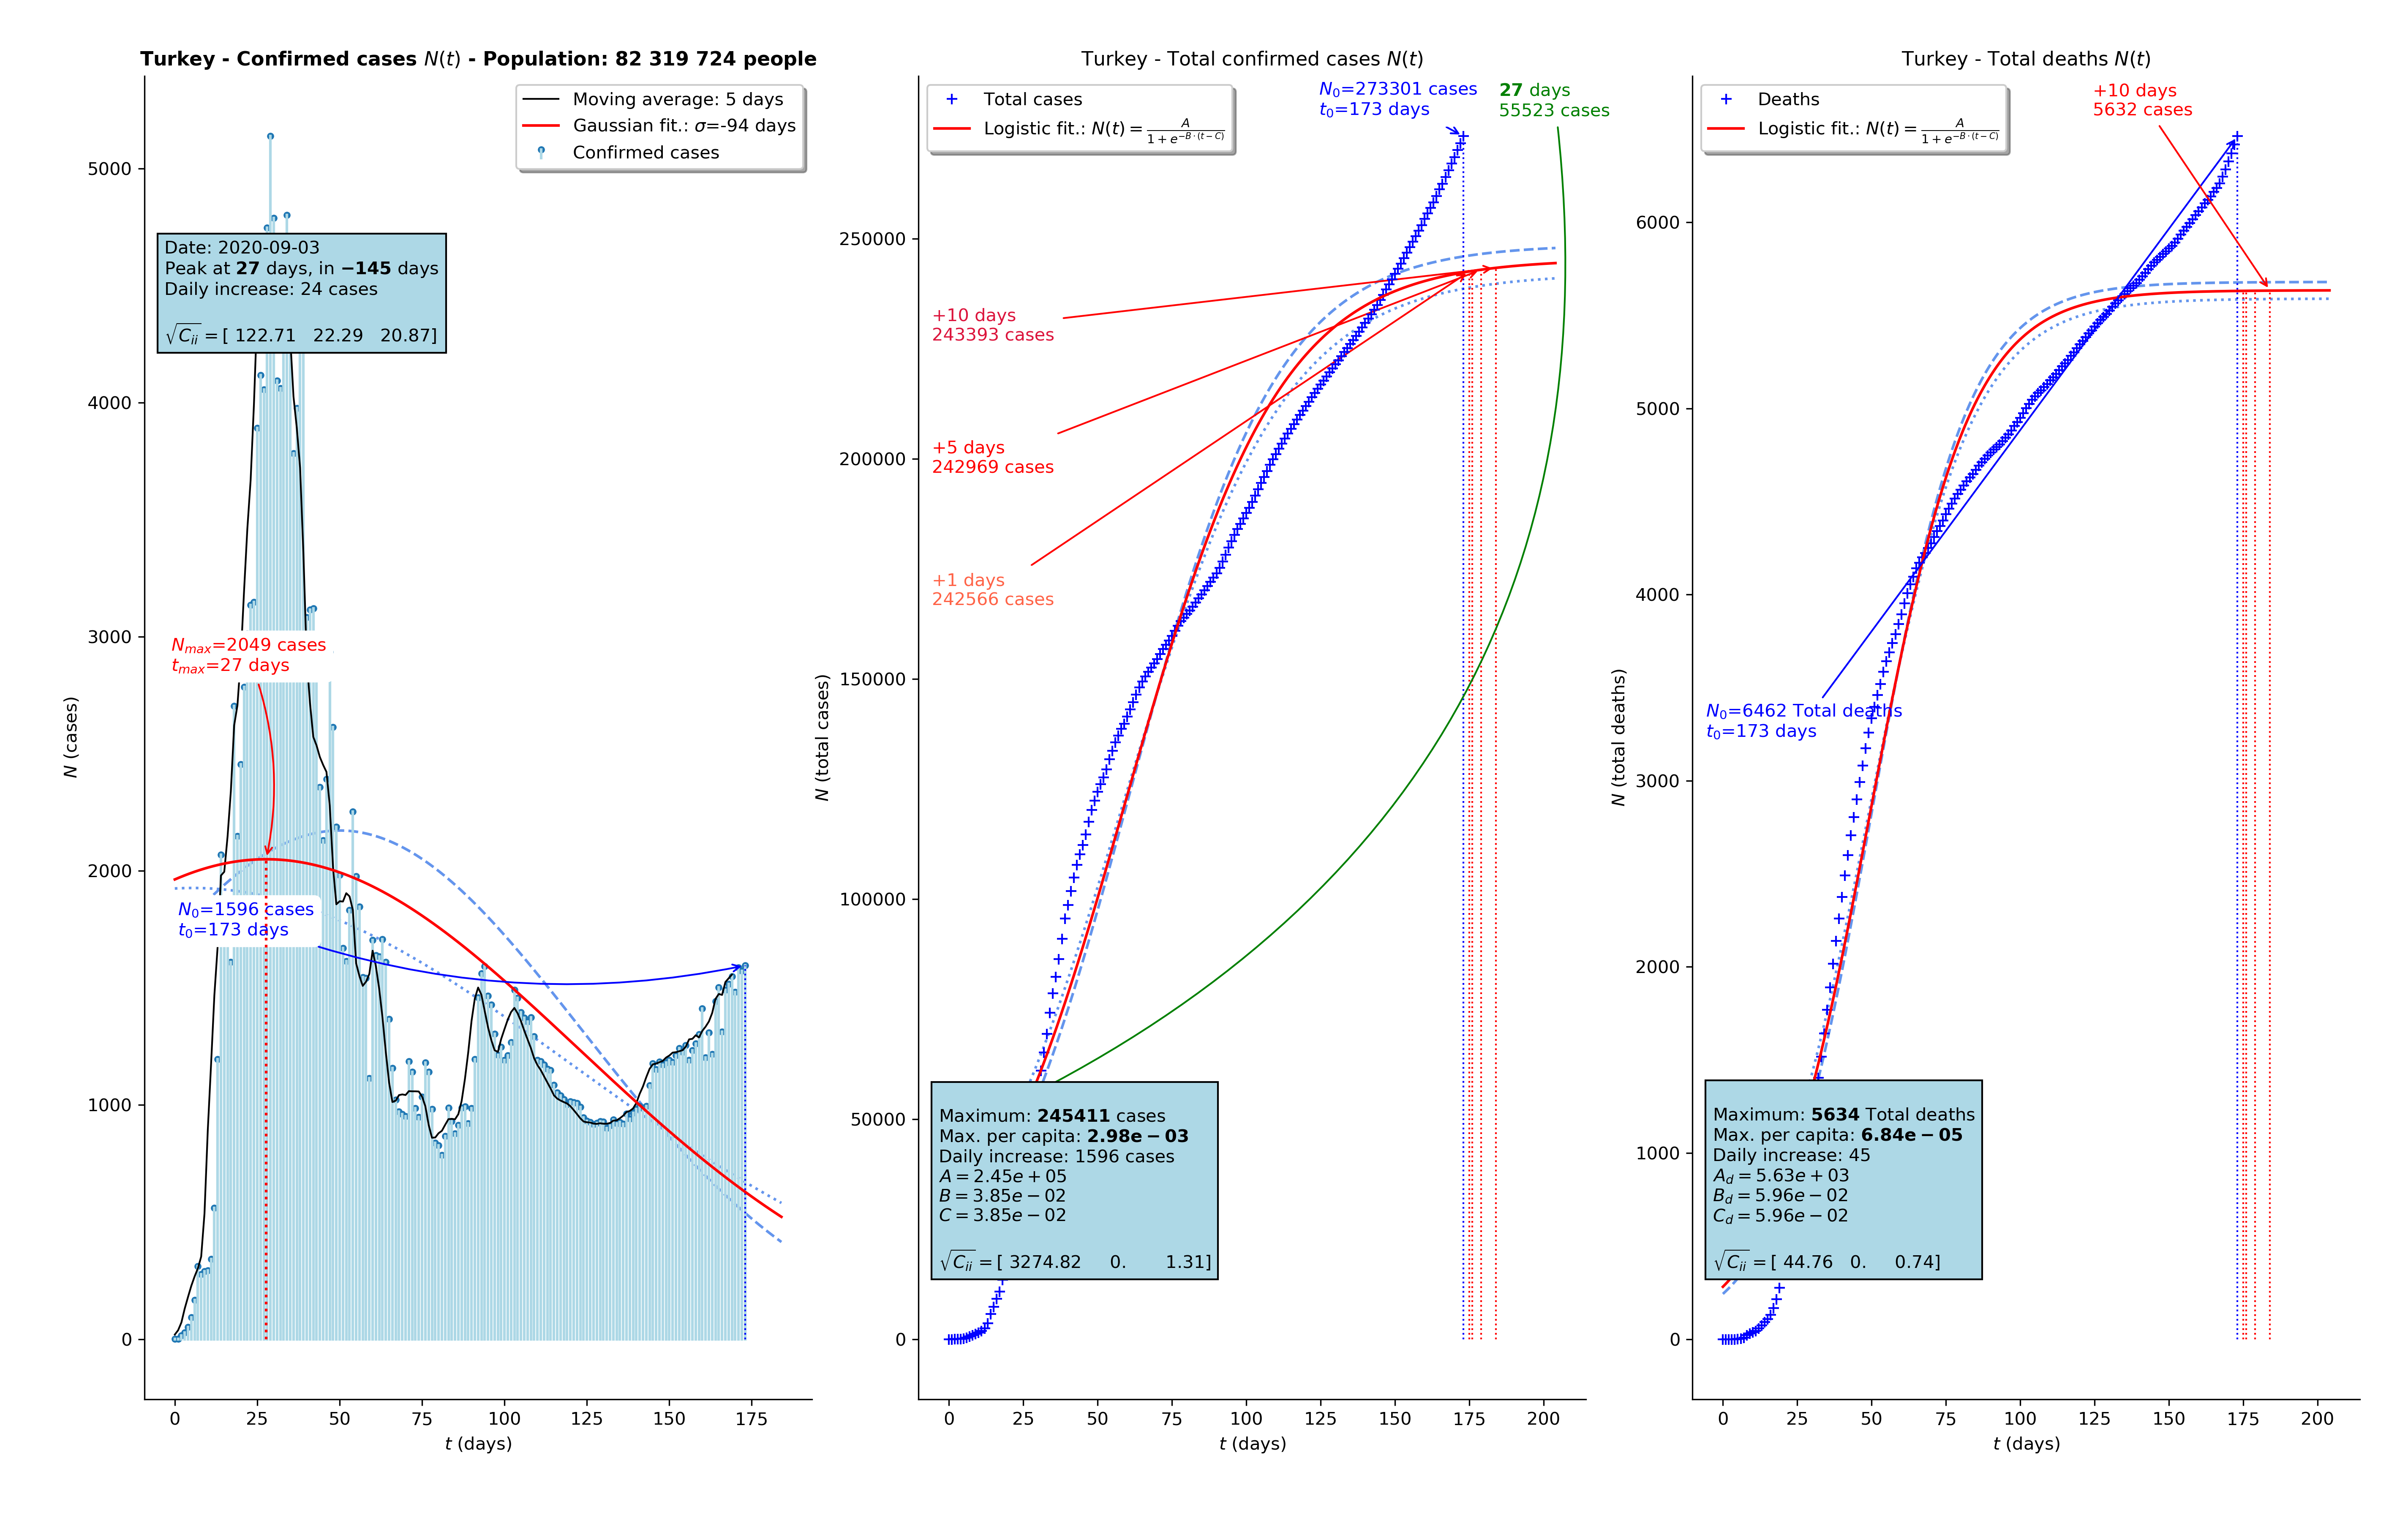 Turkey - Confirmed cases N(t) - Population: 82 319 724 people
Moving average: 5 days
Gaussian fit.: σ=-94 days
Confirmed cases
Date: 2020-09-03
Peak at 27 days, in −145 days
Daily increase: 24 cases
√C_ii = [ 122.71 22.29 20.87]
N_max=2049 cases
t_max=27 days
N_0=1596 cases
t_0=173 days
N (cases)
5000
4000
3000
2000
1000
0
0 25 50 75 100 125 150 175
t (days)
Turkey - Total confirmed cases N(t)
Total cases
Logistic fit.: N(t) = A / (1 + e^{−B·(t−C)})
N_0=273301 cases
t_0=173 days
27 days
55523 cases
+10 days
243393 cases
+5 days
242969 cases
+1 days
242566 cases
Maximum: 245411 cases
Max. per capita: 2.98e − 03
Daily increase: 1596 cases
A = 2.45e + 05
B = 3.85e − 02
C = 3.85e − 02
√C_ii = [ 3274.82 0. 1.31]
N (total cases)
250000
200000
150000
100000
50000
0
0 25 50 75 100 125 150 175 200
t (days)
Turkey - Total deaths N(t)
Deaths
Logistic fit.: N(t) = A / (1 + e^{−B·(t−C)})
+10 days
5632 cases
N_0=6462 Total deaths
t_0=173 days
Maximum: 5634 Total deaths
Max. per capita: 6.84e − 05
Daily increase: 45
A_d = 5.63e + 03
B_d = 5.96e − 02
C_d = 5.96e − 02
√C_ii = [ 44.76 0. 0.74]
N (total deaths)
6000
5000
4000
3000
2000
1000
0
0 25 50 75 100 125 150 175 200
t (days)